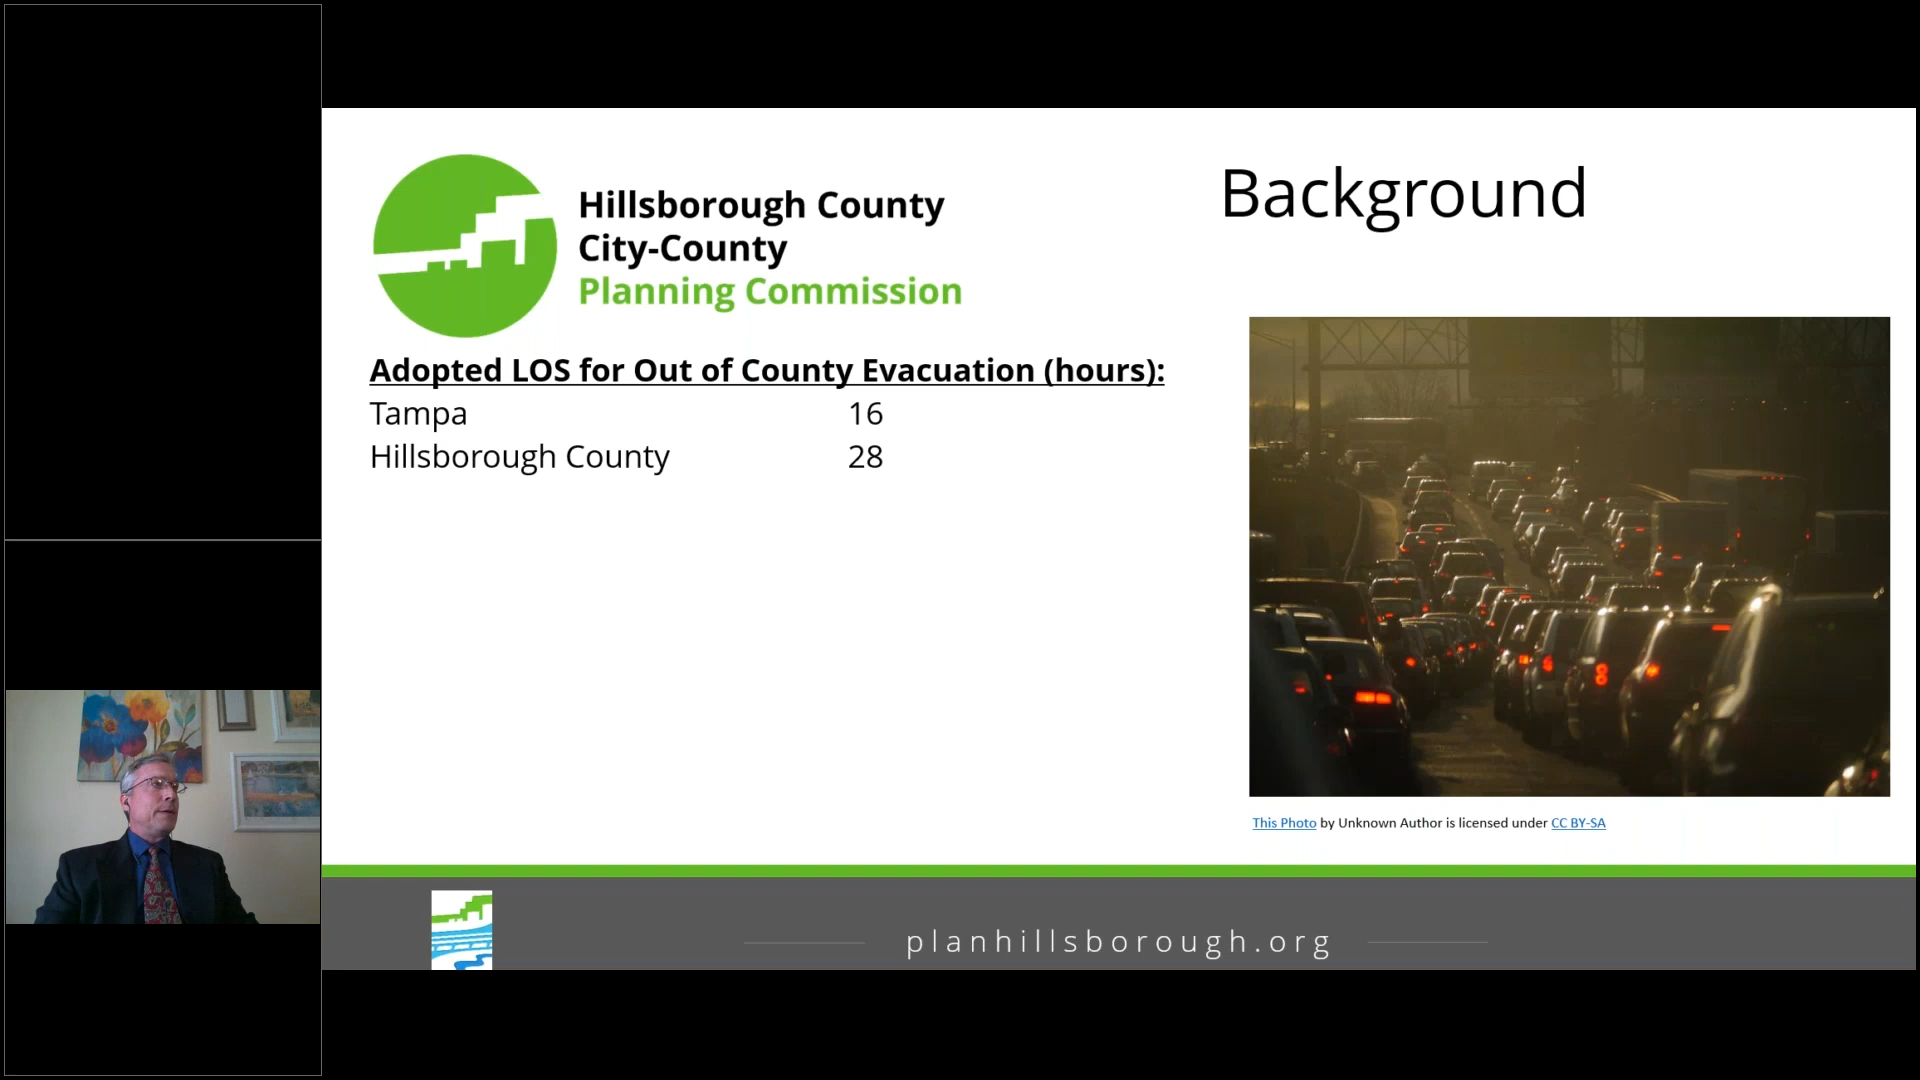 Hillsborough County
City-County
Planning Commission
Background
Adopted LOS for Out of County Evacuation (hours):
Tampa 16
Hillsborough County 28
This Photo by Unknown Author is licensed under CC BY-SA
planhillsborough.org